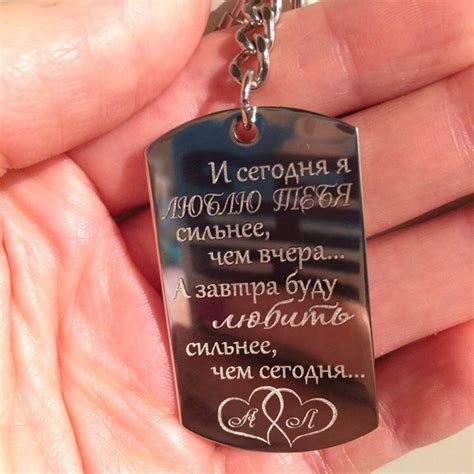 И сегодня я
ЛЮБЛЮ ТЕБЯ
сильнее,
чем вчера...
А завтра буду
любить
сильнее,
чем сегодня...
А Л